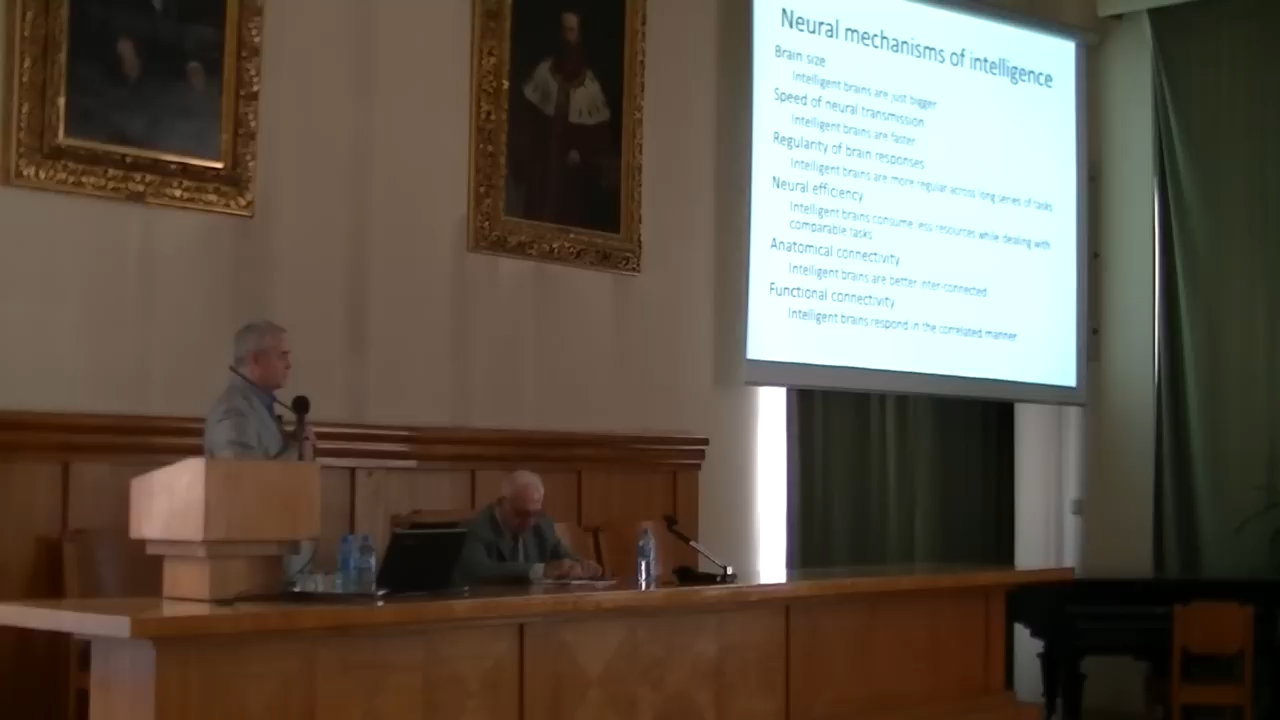 Neural mechanisms of intelligence
Brain size
Intelligent brains are just bigger
Speed of neural transmission
Intelligent brains are faster
Regularity of brain responses
Intelligent brains are more regular across long series of tasks
Neural efficiency
Intelligent brains consume less resources while dealing with
comparable tasks
Anatomical connectivity
Intelligent brains are better inter-connected
Functional connectivity
Intelligent brains respond in the correlated manner